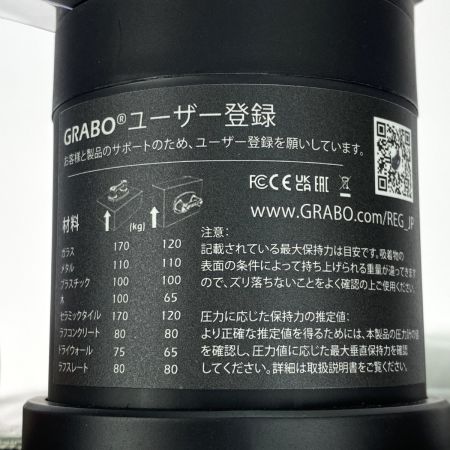 GRABO®ユーザー登録
お客様と製品のサポートのため、ユーザー登録を願いしています。
FC CE UKCA EAC
www.GRABO.com/REG_JP
材料 (kg)
ガラス 170 120
メタル 110 110
プラスチック 100 100
木 100 65
セラミックタイル 170 120
ラフコンクリート 80 80
ドライウォール 75 65
ラフスレート 80 80
注意:
記載されている最大保持力は目安です。吸着物の
表面の条件によって持ち上げられる重量が違ってきます
ので、ズリ落ちないことをよく確認の上ご使用ください。
圧力に応じた保持力の推定値:
より正確な推定値を得るためには、本製品の圧力計の値
を確認し、圧力値に応じた最大垂直保持力を確認
してください。詳細は取扱説明書をご覧ください。